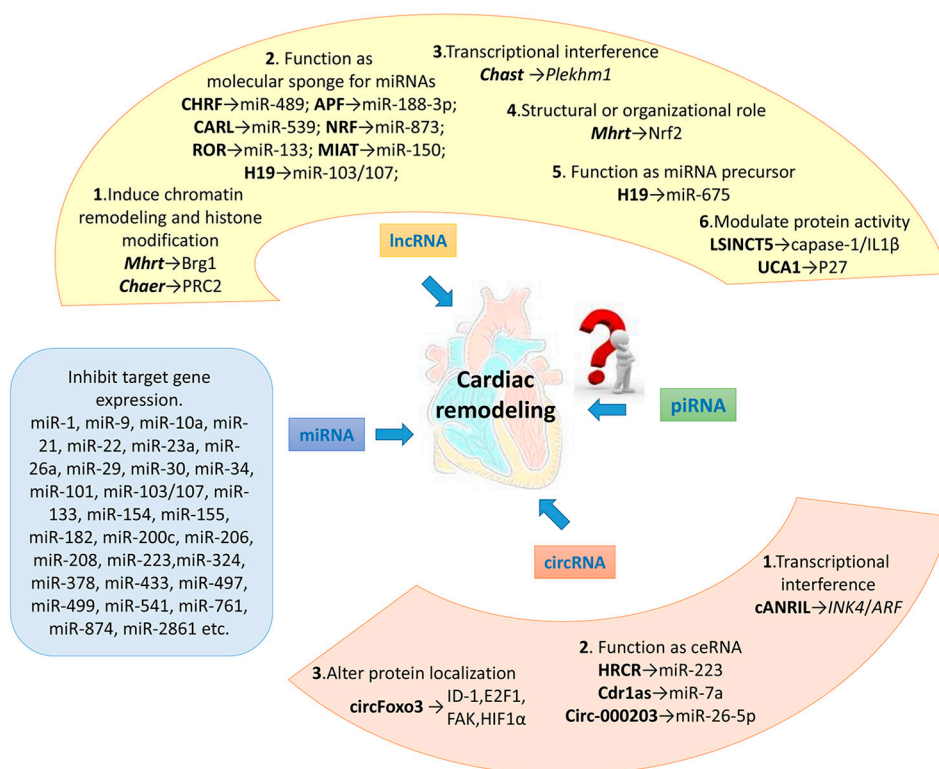 1.Induce chromatin
remodeling and histone
modification
Mhrt→Brg1
Chaer→PRC2
2. Function as
molecular sponge for miRNAs
CHRF→miR-489; APF→miR-188-3p;
CARL→miR-539; NRF→miR-873;
ROR→miR-133; MIAT→miR-150;
H19→miR-103/107;
3.Transcriptional interference
Chast→Plekhm1
4.Structural or organizational role
Mhrt→Nrf2
5. Function as miRNA precursor
H19→miR-675
6.Modulate protein activity
LSINCT5→capase-1/IL1β
UCA1→P27
lncRNA
Inhibit target gene
expression.
miR-1, miR-9, miR-10a, miR-
21, miR-22, miR-23a, miR-
26a, miR-29, miR-30, miR-34,
miR-101, miR-103/107, miR-
133, miR-154, miR-155,
miR-182, miR-200c, miR-206,
miR-208, miR-223,miR-324,
miR-378, miR-433, miR-497,
miR-499, miR-541, miR-761,
miR-874, miR-2861 etc.
miRNA
Cardiac
remodeling
?
piRNA
circRNA
1.Transcriptional
interference
cANRIL→INK4/ARF
2. Function as ceRNA
HRCR→miR-223
Cdr1as→miR-7a
Circ-000203→miR-26-5p
3.Alter protein localization
circFoxo3→ID-1,E2F1,
FAK,HIF1α